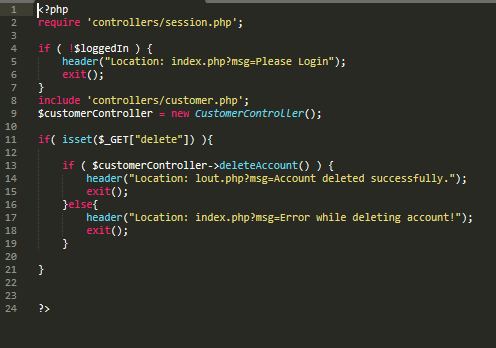 1 <?php
2 require 'controllers/session.php';
3
4 if ( !$loggedIn ) {
5 header("Location: index.php?msg=Please Login");
6 exit();
7 }
8 include 'controllers/customer.php';
9 $customerController = new CustomerController();
10
11 if( isset($_GET["delete"]) ){
12
13 if ( $customerController->deleteAccount() ) {
14 header("Location: lout.php?msg=Account deleted successfully.");
15 exit();
16 }else{
17 header("Location: index.php?msg=Error while deleting account!");
18 exit();
19 }
20
21 }
22
23
24 ?>